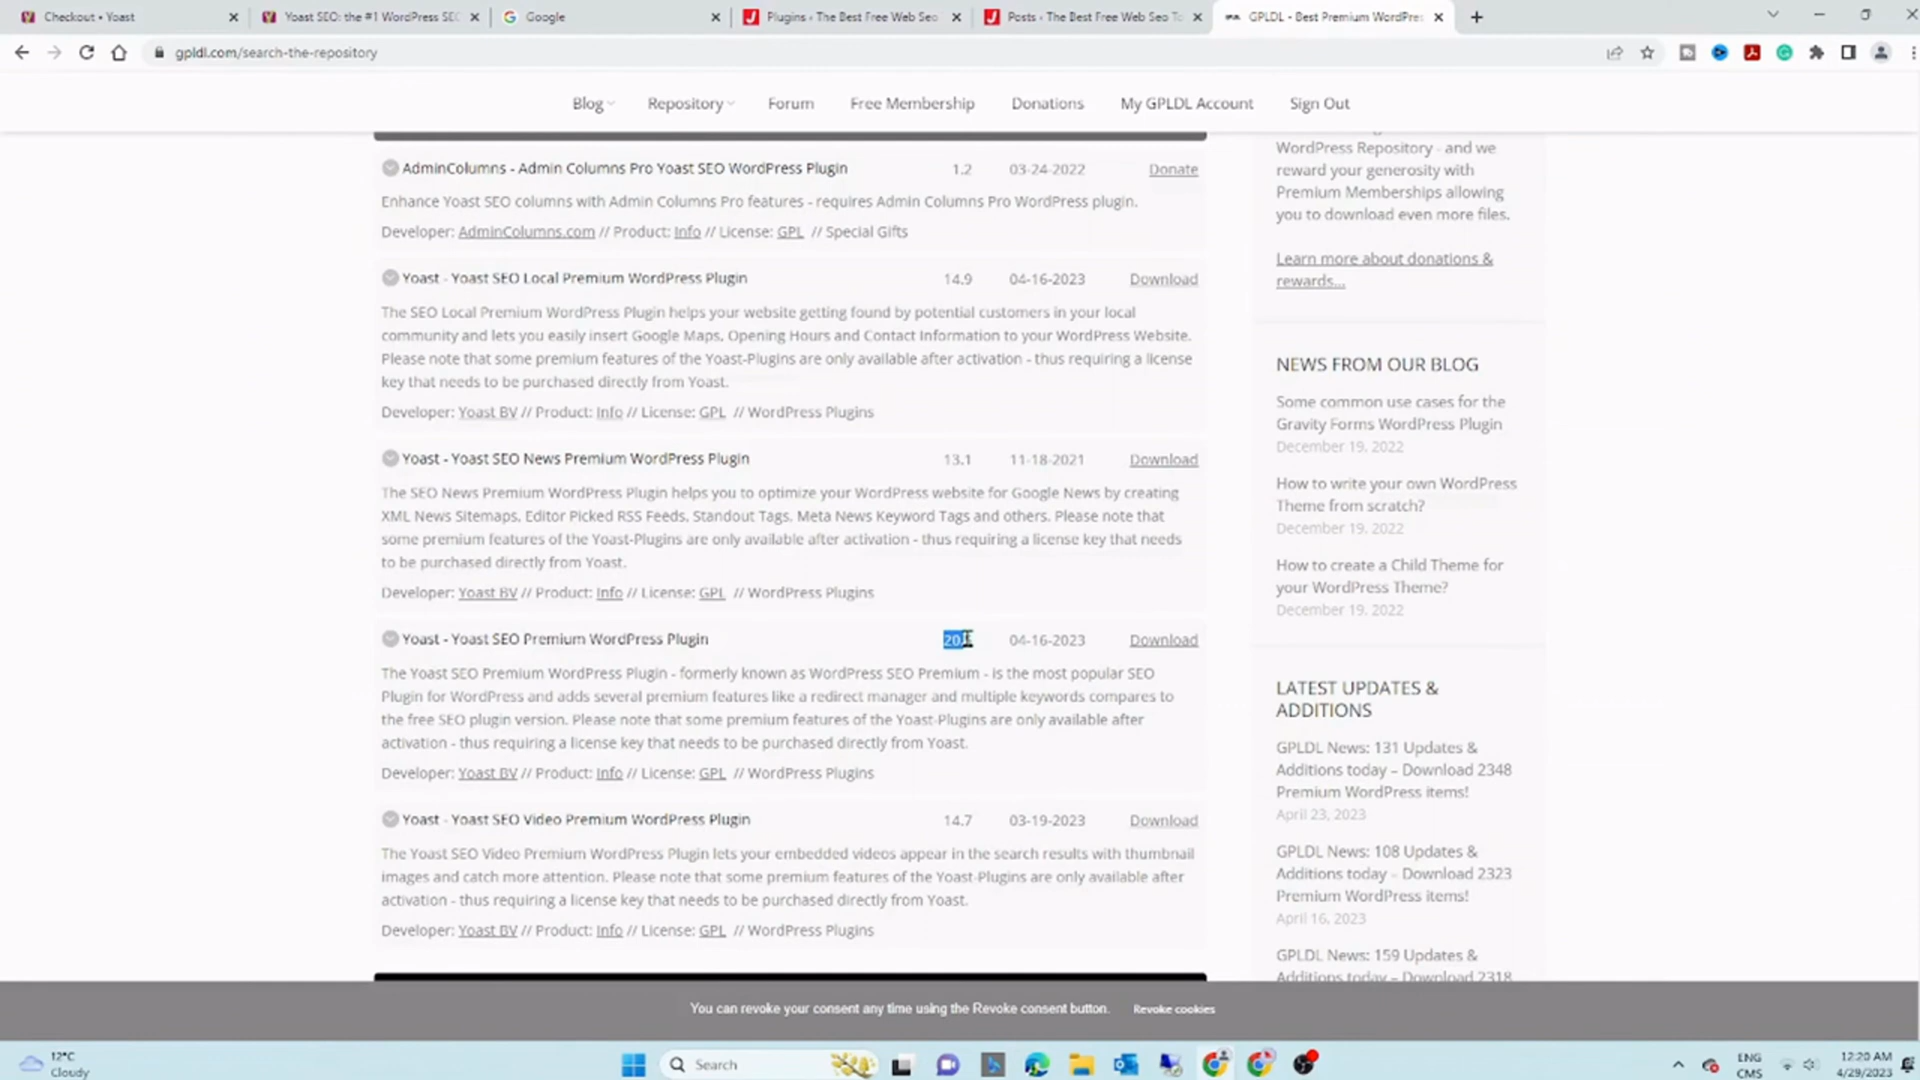 Checkout • Yoast
Yoast SEO: the #1 WordPress SEO
Google
Plugins ‹ The Best Free Web Seo
Posts ‹ The Best Free Web Seo To
GPLDL - Best Premium WordPres
gpldl.com/search-the-repository
Blog Repository Forum Free Membership Donations My GPLDL Account Sign Out
AdminColumns - Admin Columns Pro Yoast SEO WordPress Plugin 1.2 03-24-2022 Donate
Enhance Yoast SEO columns with Admin Columns Pro features - requires Admin Columns Pro WordPress plugin.
Developer: AdminColumns.com // Product: Info // License: GPL // Special Gifts
Yoast - Yoast SEO Local Premium WordPress Plugin 14.9 04-16-2023 Download
The SEO Local Premium WordPress Plugin helps your website getting found by potential customers in your local
community and lets you easily insert Google Maps, Opening Hours and Contact Information to your WordPress Website.
Please note that some premium features of the Yoast-Plugins are only available after activation - thus requiring a license
key that needs to be purchased directly from Yoast.
Developer: Yoast BV // Product: Info // License: GPL // WordPress Plugins
Yoast - Yoast SEO News Premium WordPress Plugin 13.1 11-18-2021 Download
The SEO News Premium WordPress Plugin helps you to optimize your WordPress website for Google News by creating
XML News Sitemaps, Editor Picked RSS Feeds, Standout Tags, Meta News Keyword Tags and others. Please note that
some premium features of the Yoast-Plugins are only available after activation - thus requiring a license key that needs
to be purchased directly from Yoast.
Developer: Yoast BV // Product: Info // License: GPL // WordPress Plugins
Yoast - Yoast SEO Premium WordPress Plugin 04-16-2023 Download
The Yoast SEO Premium WordPress Plugin - formerly known as WordPress SEO Premium - is the most popular SEO
Plugin for WordPress and adds several premium features like a redirect manager and multiple keywords compares to
the free SEO plugin version. Please note that some premium features of the Yoast-Plugins are only available after
activation - thus requiring a license key that needs to be purchased directly from Yoast.
Developer: Yoast BV // Product: Info // License: GPL // WordPress Plugins
Yoast - Yoast SEO Video Premium WordPress Plugin 14.7 03-19-2023 Download
The Yoast SEO Video Premium WordPress Plugin lets your embedded videos appear in the search results with thumbnail
images and catch more attention. Please note that some premium features of the Yoast-Plugins are only available after
activation - thus requiring a license key that needs to be purchased directly from Yoast.
Developer: Yoast BV // Product: Info // License: GPL // WordPress Plugins
WordPress Repository - and we
reward your generosity with
Premium Memberships allowing
you to download even more files.
Learn more about donations &
rewards...
NEWS FROM OUR BLOG
Some common use cases for the
Gravity Forms WordPress Plugin
December 19, 2022
How to write your own WordPress
Theme from scratch?
December 19, 2022
How to create a Child Theme for
your WordPress Theme?
December 19, 2022
LATEST UPDATES &
ADDITIONS
GPLDL News: 131 Updates &
Additions today – Download 2348
Premium WordPress items!
April 23, 2023
GPLDL News: 108 Updates &
Additions today – Download 2323
Premium WordPress items!
April 16, 2023
GPLDL News: 159 Updates &
Additions today – Download 2318
You can revoke your consent any time using the Revoke consent button. Revoke cookies
12°C
Cloudy
Search
ENG
CMS
12:20 AM
4/29/2023